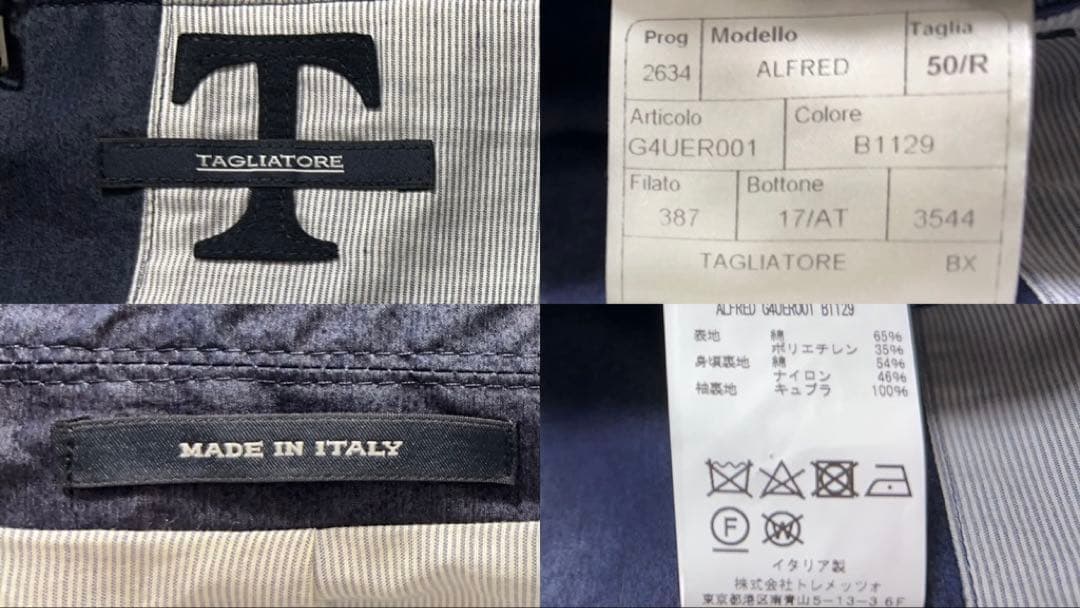 TAGLIATORE
Prog
Modello
Taglia
2634
ALFRED
50/R
Articolo
Colore
G4UER001
B1129
Filato
Bottone
387
17/AT
3544
TAGLIATORE BX
MADE IN ITALY
ALFRED G4UER001 B1129
表地 綿 65%
ポリエチレン 35%
身頃裏地 綿 54%
ナイロン 46%
袖裏地 キュプラ 100%
F
W
イタリア製
株式会社トレメッツォ
東京都港区南青山5-13-3 6F